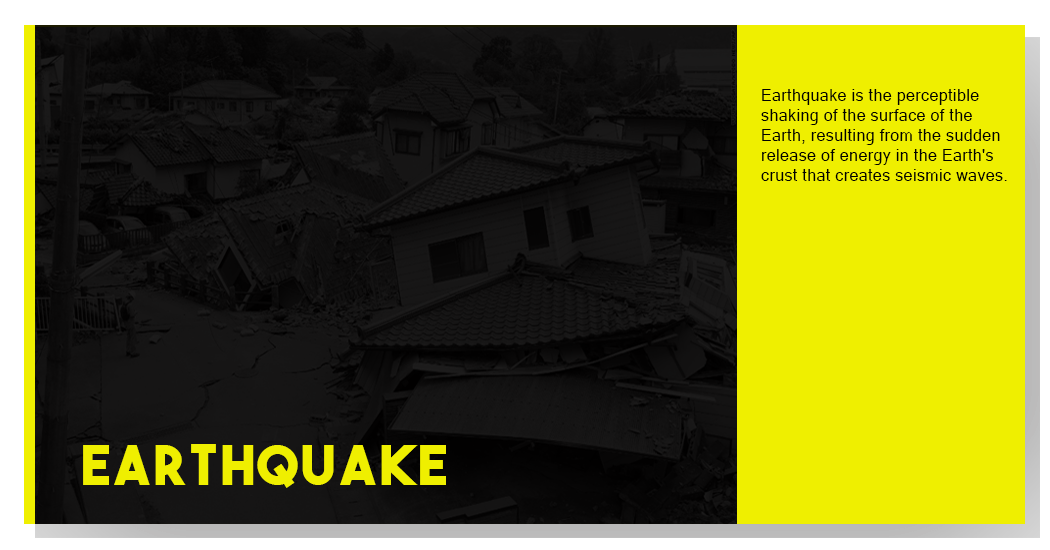 EARTHQUAKE
Earthquake is the perceptible
shaking of the surface of the
Earth, resulting from the sudden
release of energy in the Earth's
crust that creates seismic waves.